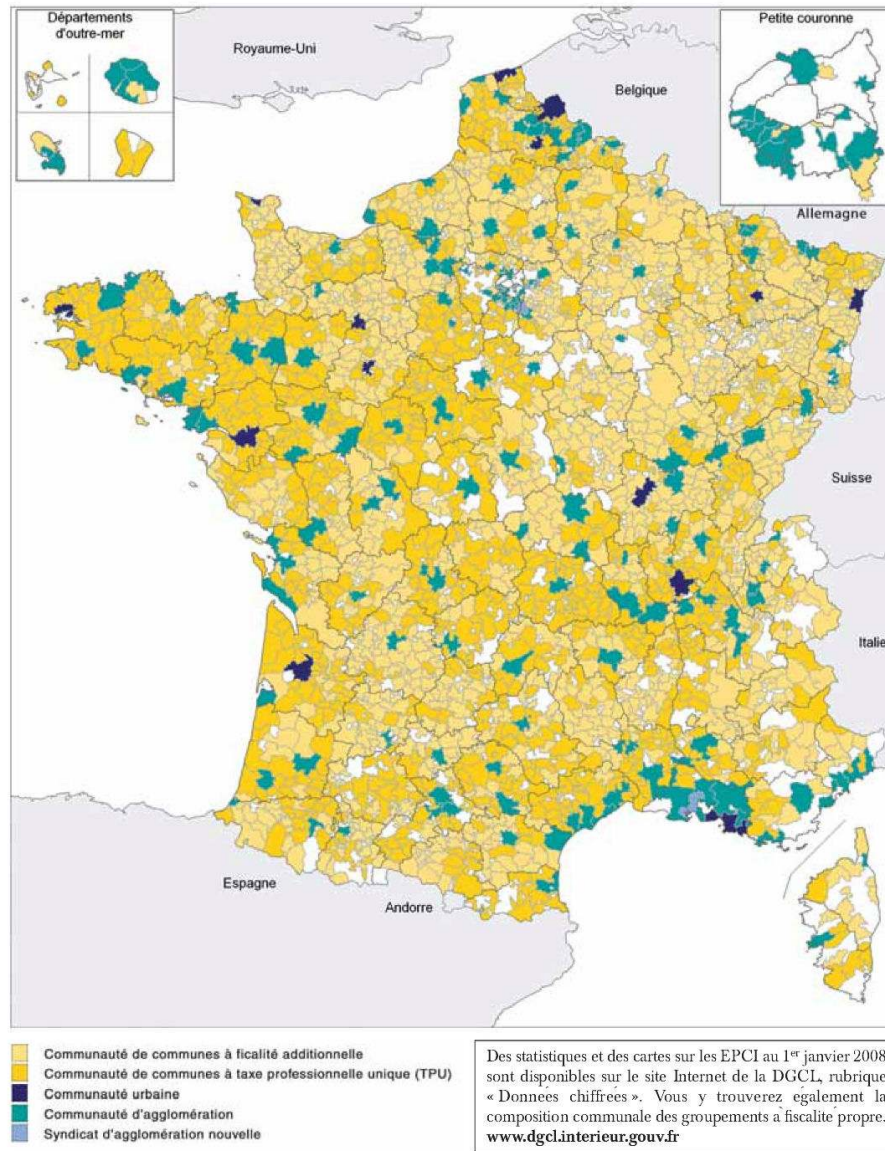 Départements
d'outre-mer
Petite couronne
Royaume-Uni
Belgique
Allemagne
Suisse
Italie
Espagne
Andorre
Communauté de communes à ficalité additionnelle
Communauté de communes à taxe professionnelle unique (TPU)
Communauté urbaine
Communauté d'agglomération
Syndicat d'agglomération nouvelle
Des statistiques et des cartes sur les EPCI au 1er janvier 2008
sont disponibles sur le site Internet de la DGCL, rubrique
« Données chiffrées ». Vous y trouverez également la
composition communale des groupements à fiscalité propre.
www.dgcl.interieur.gouv.fr